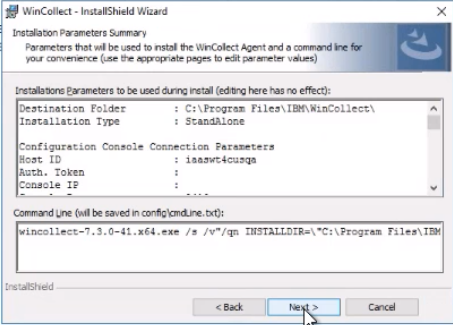 WinCollect - InstallShield Wizard
Installation Parameters Summary
Parameters that will be used to install the WinCollect Agent and a command line for
your convenience (use the appropriate pages to edit parameter values)
Installations Parameters to be used during install (editing here has no effect):
Destination Folder : C:\Program Files\IBM\WinCollect\
Installation Type : StandAlone
Configuration Console Connection Parameters
Host ID : iaaswt4cusqa
Auth. Token :
Console IP :
Command Line (will be saved in config\cmdLine.txt):
wincollect-7.3.0-41.x64.exe /s /v"/qn INSTALLDIR=\"C:\Program Files\IBM
InstallShield
< Back
Next >
Cancel